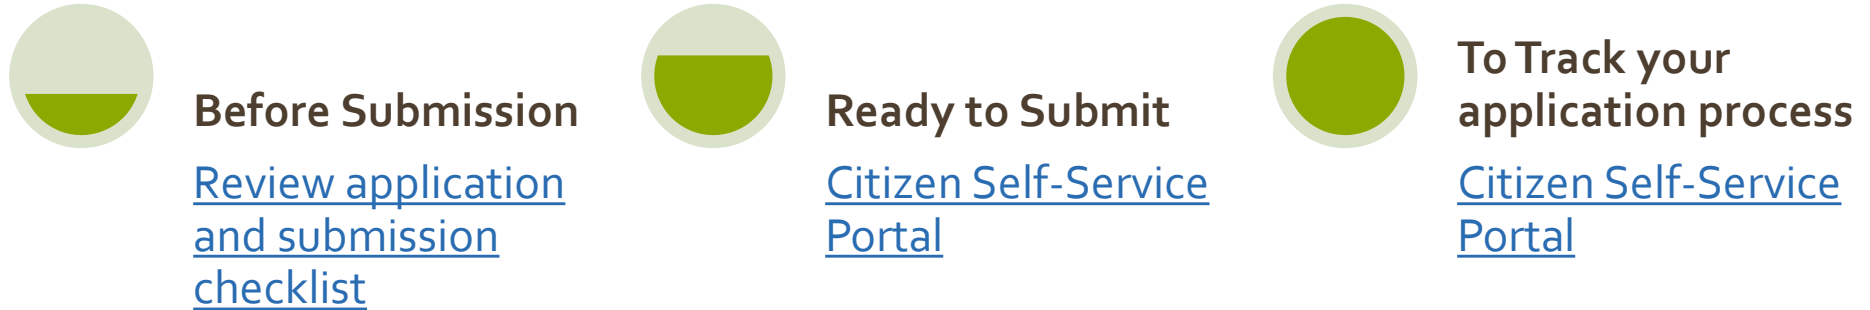 Before Submission
Review application
and submission
checklist
Ready to Submit
Citizen Self-Service
Portal
To Track your
application process
Citizen Self-Service
Portal